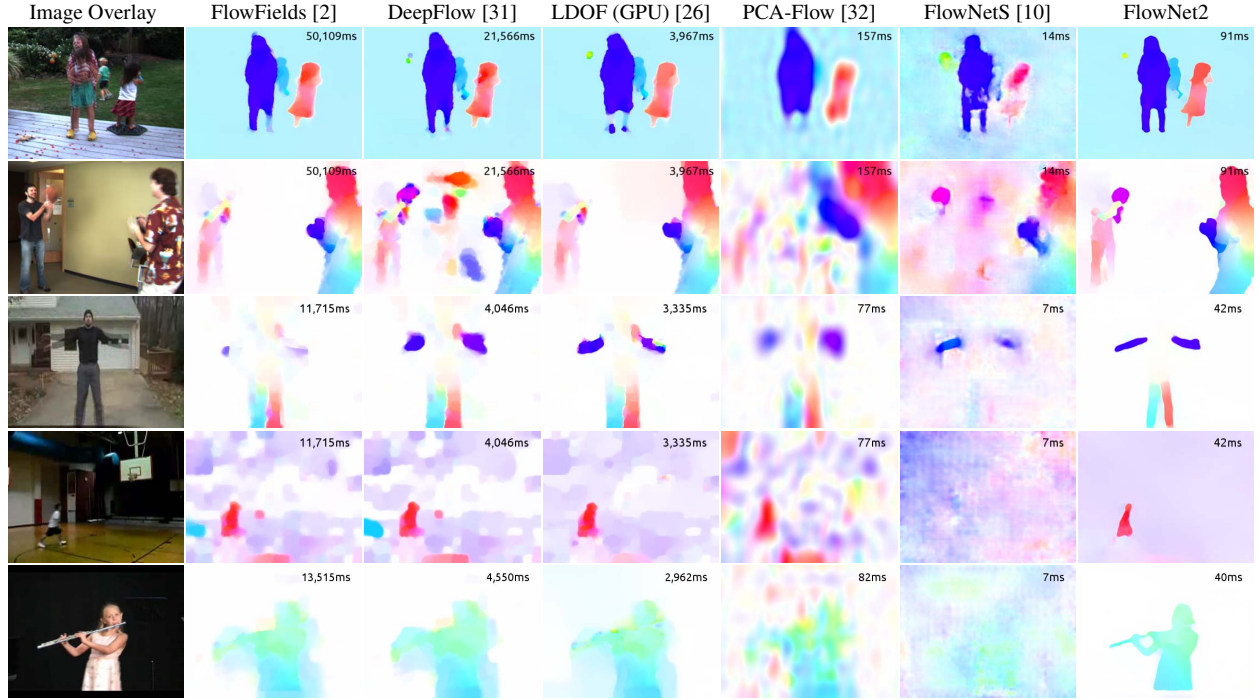 Image Overlay FlowFields [2] DeepFlow [31] LDOF (GPU) [26] PCA-Flow [32] FlowNetS [10] FlowNet2
50,109ms 21,566ms 3,967ms 157ms 14ms 91ms
50,109ms 21,566ms 3,967ms 157ms 14ms 91ms
11,715ms 4,046ms 3,335ms 77ms 7ms 42ms
11,715ms 4,046ms 3,335ms 77ms 7ms 42ms
13,515ms 4,550ms 2,962ms 82ms 7ms 40ms